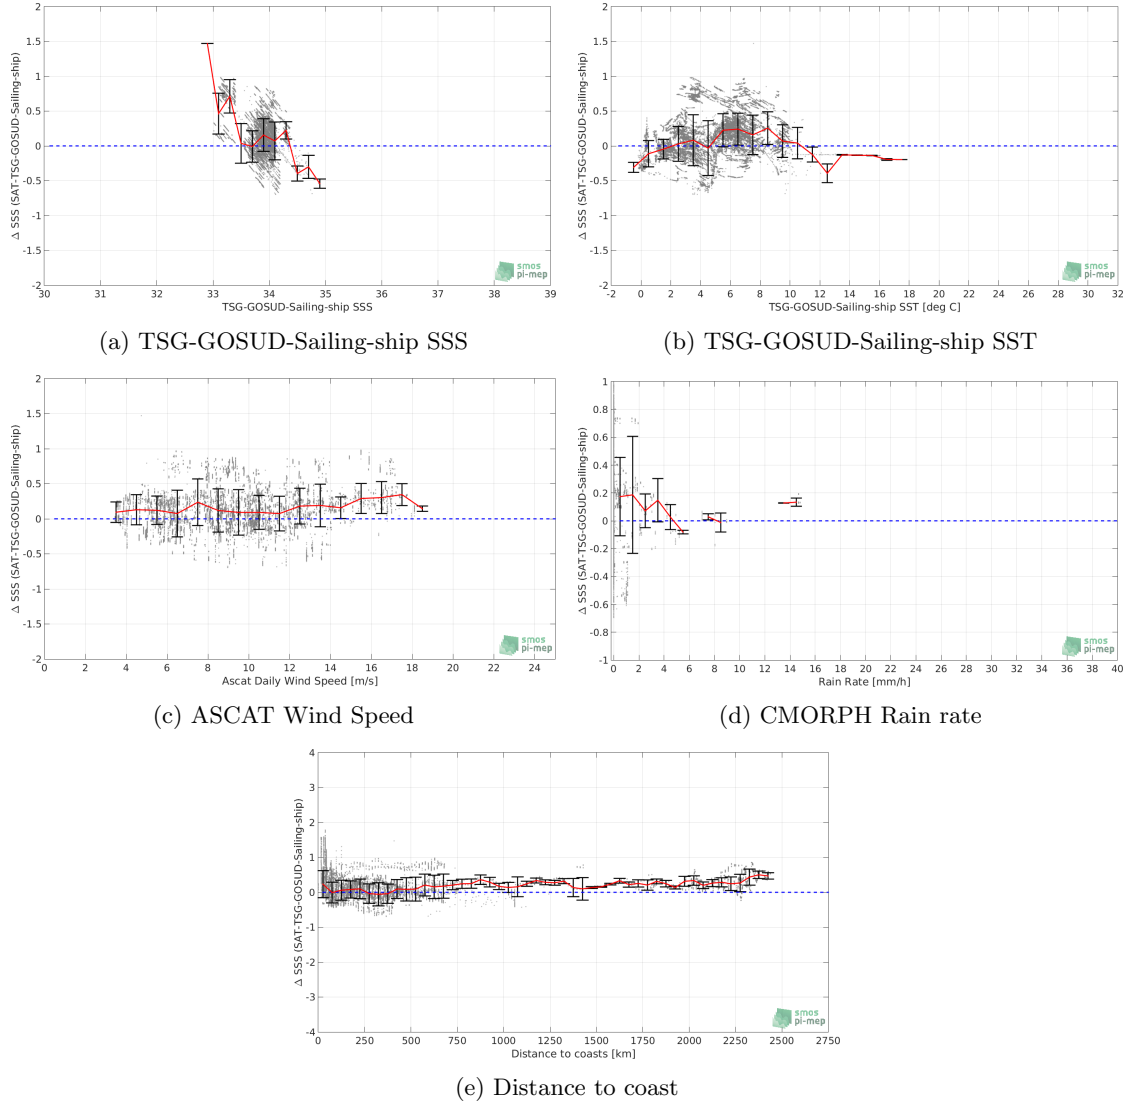 2
1.5
1
0.5
0
-0.5
-1
-1.5
-2
Δ SSS (SAT-TSG-GOSUD-Sailing-ship)
30 31 32 33 34 35 36 37 38 39
TSG-GOSUD-Sailing-ship SSS
smos
pi-mep
(a) TSG-GOSUD-Sailing-ship SSS
2
1.5
1
0.5
0
-0.5
-1
-1.5
-2
Δ SSS (SAT-TSG-GOSUD-Sailing-ship)
-2 0 2 4 6 8 10 12 14 16 18 20 22 24 26 28 30 32
TSG-GOSUD-Sailing-ship SST [deg C]
smos
pi-mep
(b) TSG-GOSUD-Sailing-ship SST
2
1.5
1
0.5
0
-0.5
-1
-1.5
-2
Δ SSS (SAT-TSG-GOSUD-Sailing-ship)
0 2 4 6 8 10 12 14 16 18 20 22 24
Ascat Daily Wind Speed [m/s]
smos
pi-mep
(c) ASCAT Wind Speed
1
0.8
0.6
0.4
0.2
0
-0.2
-0.4
-0.6
-0.8
-1
Δ SSS (SAT-TSG-GOSUD-Sailing-ship)
0 2 4 6 8 10 12 14 16 18 20 22 24 26 28 30 32 34 36 38 40
Rain Rate [mm/h]
smos
pi-mep
(d) CMORPH Rain rate
4
3
2
1
0
-1
-2
-3
-4
Δ SSS (SAT-TSG-GOSUD-Sailing-ship)
0 250 500 750 1000 1250 1500 1750 2000 2250 2500 2750
Distance to coasts [km]
smos
pi-mep
(e) Distance to coast